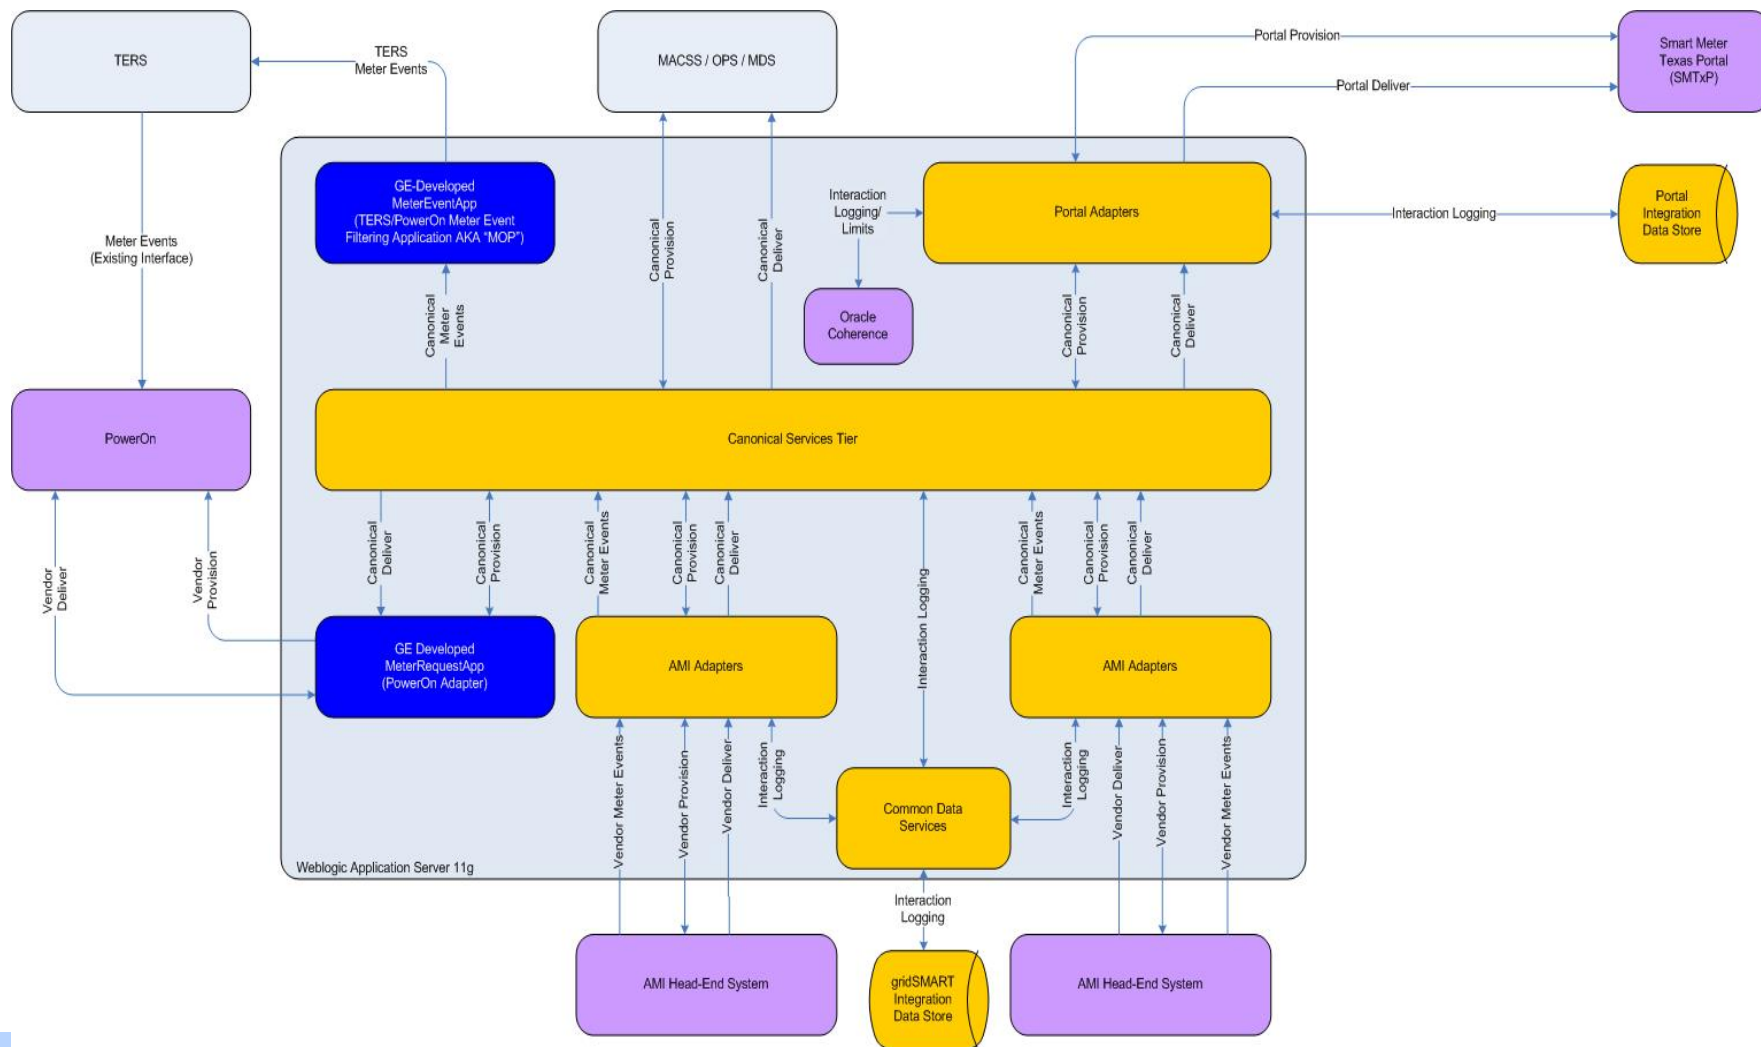 TERS
TERS
Meter Events
MACSS / OPS / MDS
Portal Provision
Smart Meter
Texas Portal
(SMTxP)
Portal Deliver
GE-Developed
MeterEventApp
(TERS/PowerOn Meter Event
Filtering Application AKA “MOP”)
Canonical
Provision
Canonical
Deliver
Interaction
Logging/
Limits
Portal Adapters
Interaction Logging
Portal
Integration
Data Store
Meter Events
(Existing Interface)
Canonical
Meter
Events
Oracle
Coherence
Canonical
Provision
Canonical
Deliver
PowerOn
Canonical Services Tier
Vendor
Deliver
Vendor
Provision
Canonical
Deliver
Canonical
Provision
Canonical
Meter Events
Canonical
Provision
Canonical
Deliver
Interaction Logging
Canonical
Meter Events
Canonical
Provision
Canonical
Deliver
GE Developed
MeterRequestApp
(PowerOn Adapter)
AMI Adapters
AMI Adapters
Vendor Meter Events
Vendor Provision
Vendor Deliver
Interaction
Logging
Common Data
Services
Interaction
Logging
Vendor Deliver
Vendor Provision
Vendor Meter Events
Weblogic Application Server 11g
Interaction
Logging
AMI Head-End System
gridSMART
Integration
Data Store
AMI Head-End System